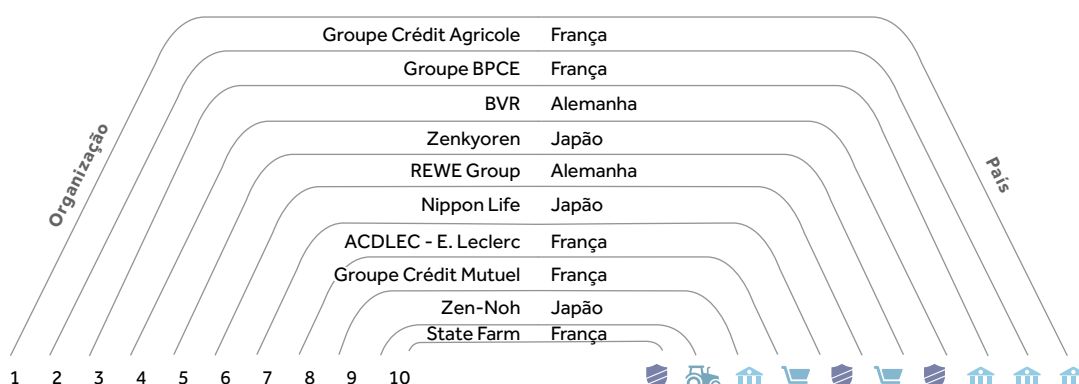 Organização
País
Groupe Crédit Agricole França
Groupe BPCE França
BVR Alemanha
Zenkyoren Japão
REWE Group Alemanha
Nippon Life Japão
ACDLEC - E. Leclerc França
Groupe Crédit Mutuel França
Zen-Noh Japão
State Farm França
1 2 3 4 5 6 7 8 9 10